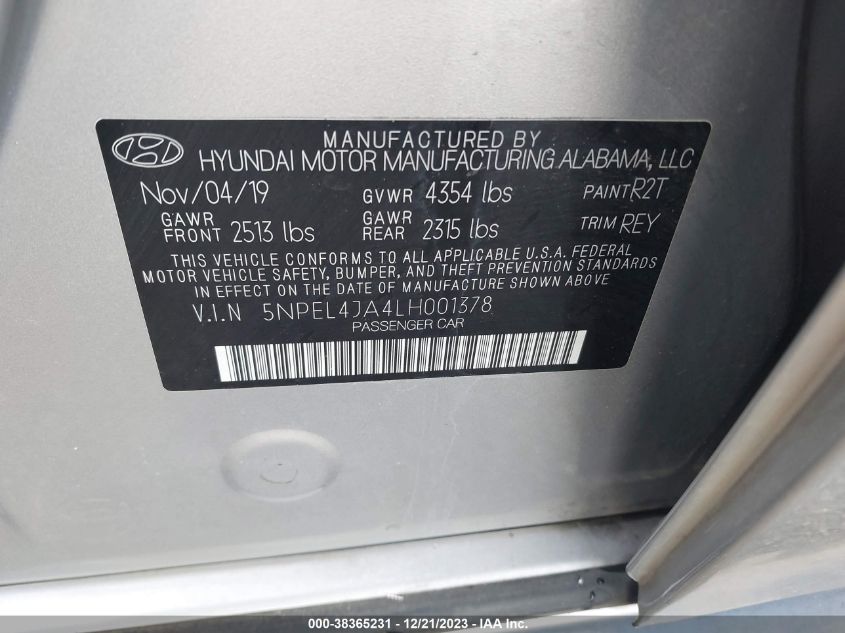 MANUFACTURED BY
HYUNDAI MOTOR MANUFACTURING ALABAMA, LLC
Nov/04/19 GVWR 4354 lbs PAINT R2T
GAWR FRONT 2513 lbs GAWR REAR 2315 lbs TRIM REY
THIS VEHICLE CONFORMS TO ALL APPLICABLE U.S.A. FEDERAL
MOTOR VEHICLE SAFETY, BUMPER, AND THEFT PREVENTION STANDARDS
IN EFFECT ON THE DATE OF MANUFACTURE SHOWN ABOVE
V.I.N 5NPEL4JA4LH001378
PASSENGER CAR
000-38365231 - 12/21/2023 - IAA Inc.